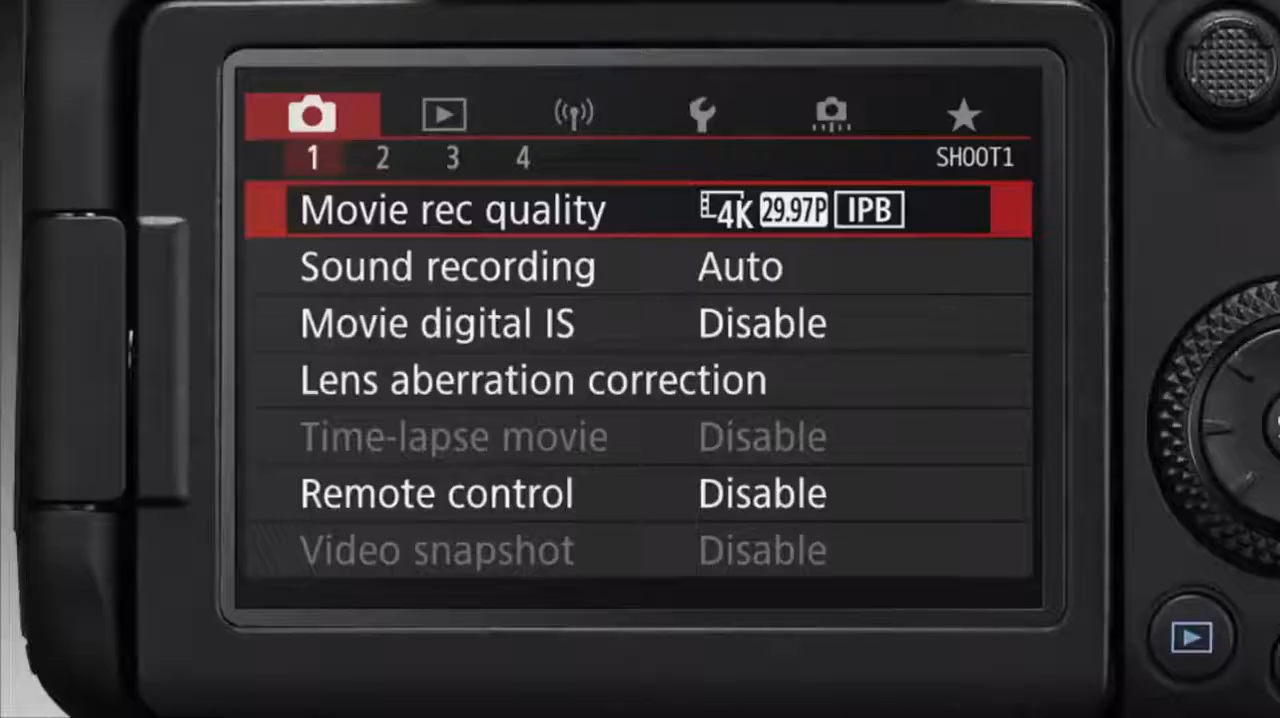 1 2 3 4 SHOOT1
Movie rec quality 4K 29.97P IPB
Sound recording Auto
Movie digital IS Disable
Lens aberration correction
Time-lapse movie Disable
Remote control Disable
Video snapshot Disable